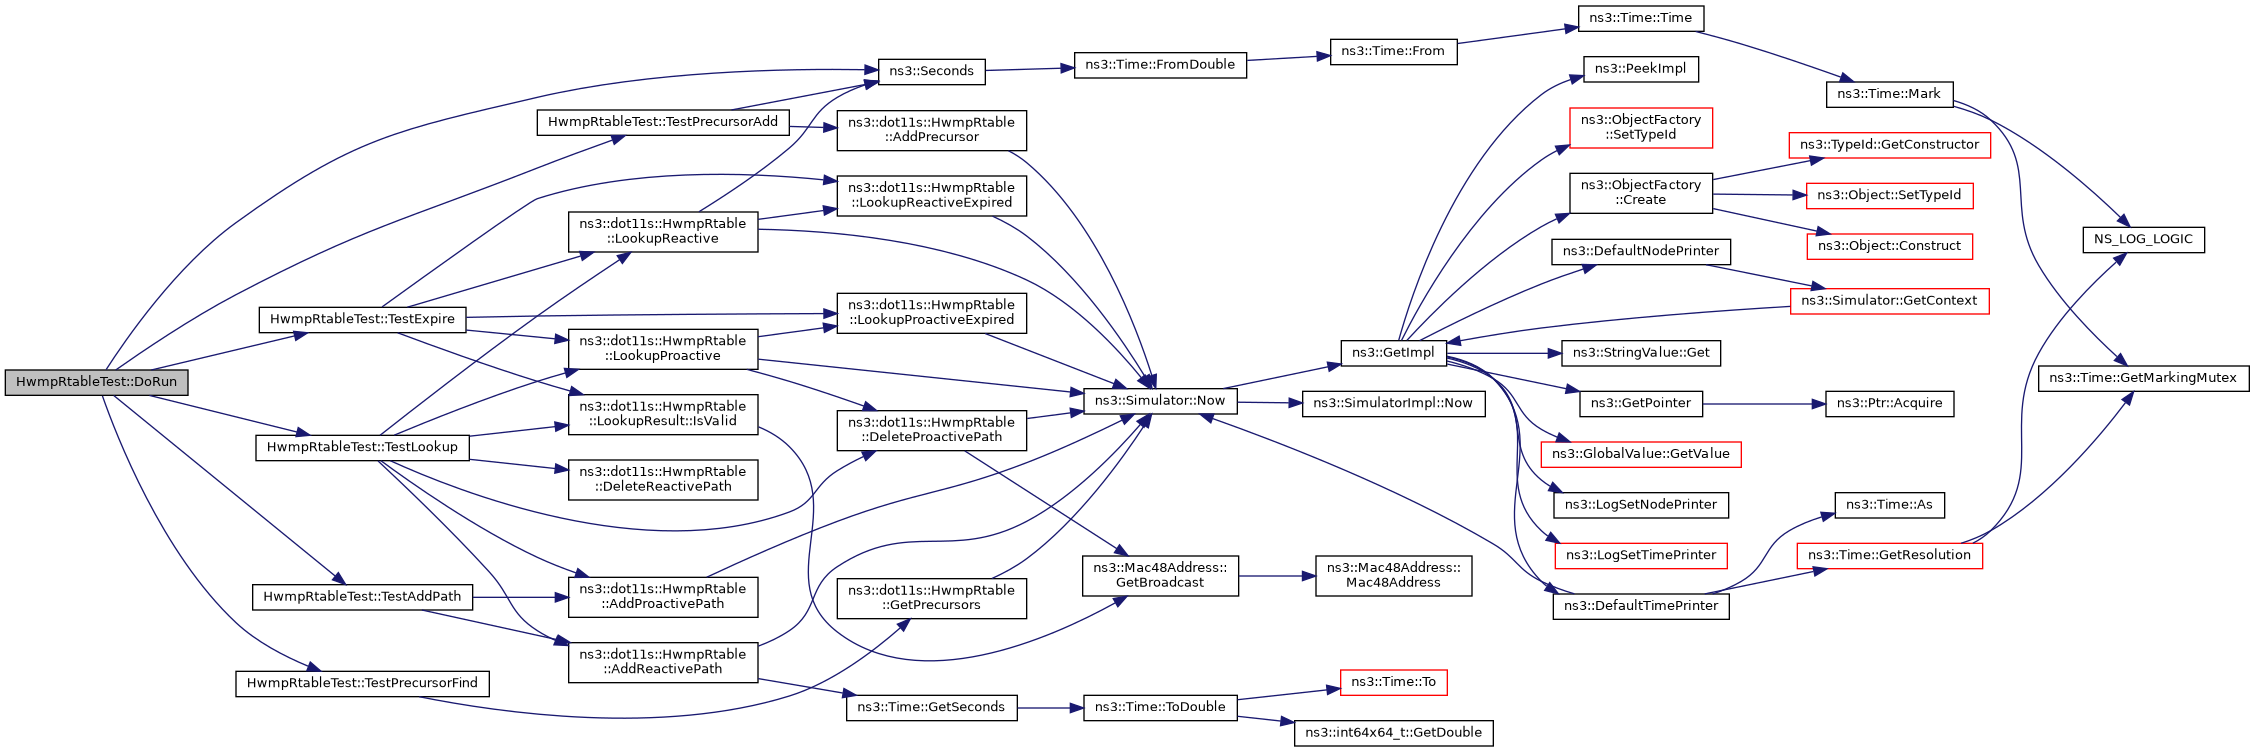 HwmpRtableTest::DoRun
HwmpRtableTest::TestPrecursorAdd
HwmpRtableTest::TestExpire
HwmpRtableTest::TestLookup
HwmpRtableTest::TestAddPath
HwmpRtableTest::TestPrecursorFind
ns3::dot11s::HwmpRtable
::LookupReactive
ns3::dot11s::HwmpRtable
::LookupProactive
ns3::dot11s::HwmpRtable
::LookupResult::IsValid
ns3::dot11s::HwmpRtable
::DeleteReactivePath
ns3::dot11s::HwmpRtable
::AddProactivePath
ns3::dot11s::HwmpRtable
::AddReactivePath
ns3::Seconds
ns3::dot11s::HwmpRtable
::AddPrecursor
ns3::dot11s::HwmpRtable
::LookupReactiveExpired
ns3::dot11s::HwmpRtable
::LookupProactiveExpired
ns3::dot11s::HwmpRtable
::DeleteProactivePath
ns3::dot11s::HwmpRtable
::GetPrecursors
ns3::Time::GetSeconds
ns3::Time::FromDouble
ns3::Simulator::Now
ns3::Mac48Address::
GetBroadcast
ns3::Time::ToDouble
ns3::Time::From
ns3::GetImpl
ns3::SimulatorImpl::Now
ns3::Mac48Address::
Mac48Address
ns3::Time::To
ns3::int64x64_t::GetDouble
ns3::Time::Time
ns3::PeekImpl
ns3::ObjectFactory
::SetTypeId
ns3::ObjectFactory
::Create
ns3::DefaultNodePrinter
ns3::StringValue::Get
ns3::GetPointer
ns3::GlobalValue::GetValue
ns3::LogSetNodePrinter
ns3::LogSetTimePrinter
ns3::DefaultTimePrinter
ns3::Time::Mark
ns3::TypeId::GetConstructor
ns3::Object::SetTypeId
ns3::Object::Construct
ns3::Simulator::GetContext
ns3::Ptr::Acquire
ns3::Time::As
ns3::Time::GetResolution
NS_LOG_LOGIC
ns3::Time::GetMarkingMutex